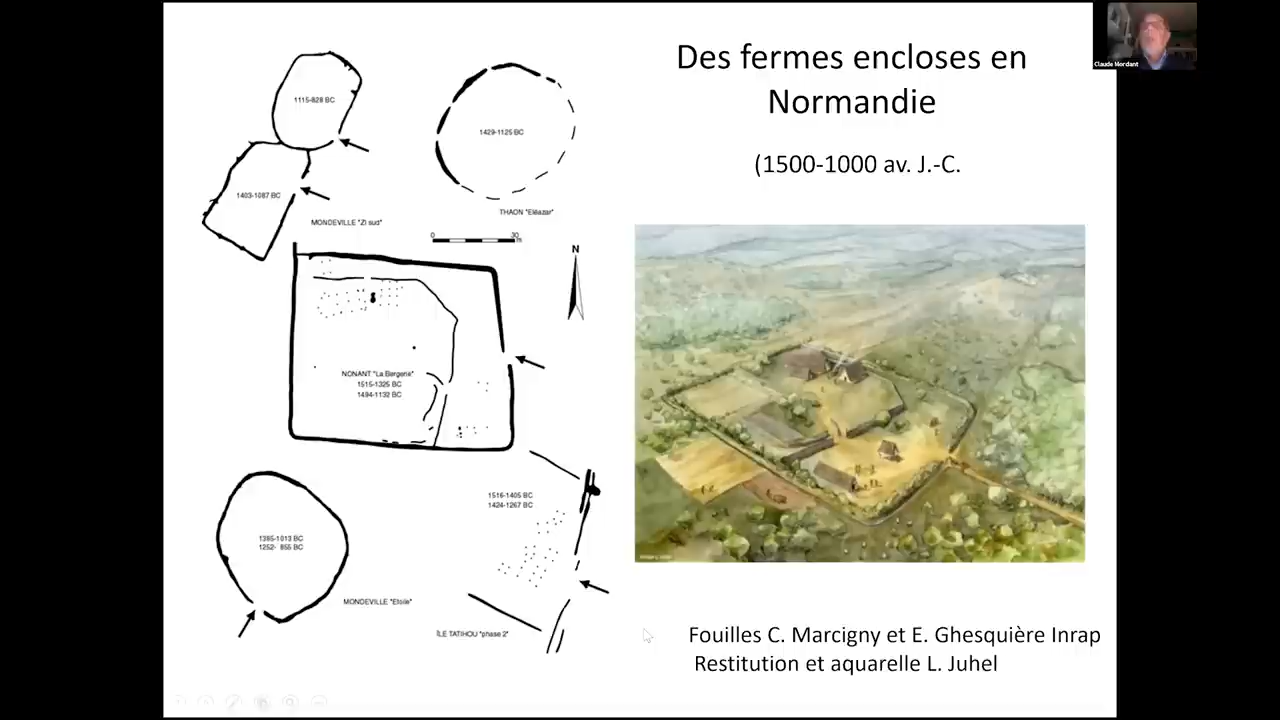 Claude Mordant
Des fermes encloses en
Normandie
(1500-1000 av. J.-C.
1115-828 BC
1429-1125 BC
1403-1087 BC
THAON "Eléazar"
MONDEVILLE "ZI sud"
0
30
m
N
NONANT "La Bergerie"
1515-1325 BC
1494-1132 BC
1516-1405 BC
1424-1267 BC
1385-1013 BC
1252- 855 BC
MONDEVILLE "Etoile"
ÎLE TATIHOU "phase 2"
Fouilles C. Marcigny et E. Ghesquière Inrap
Restitution et aquarelle L. Juhel